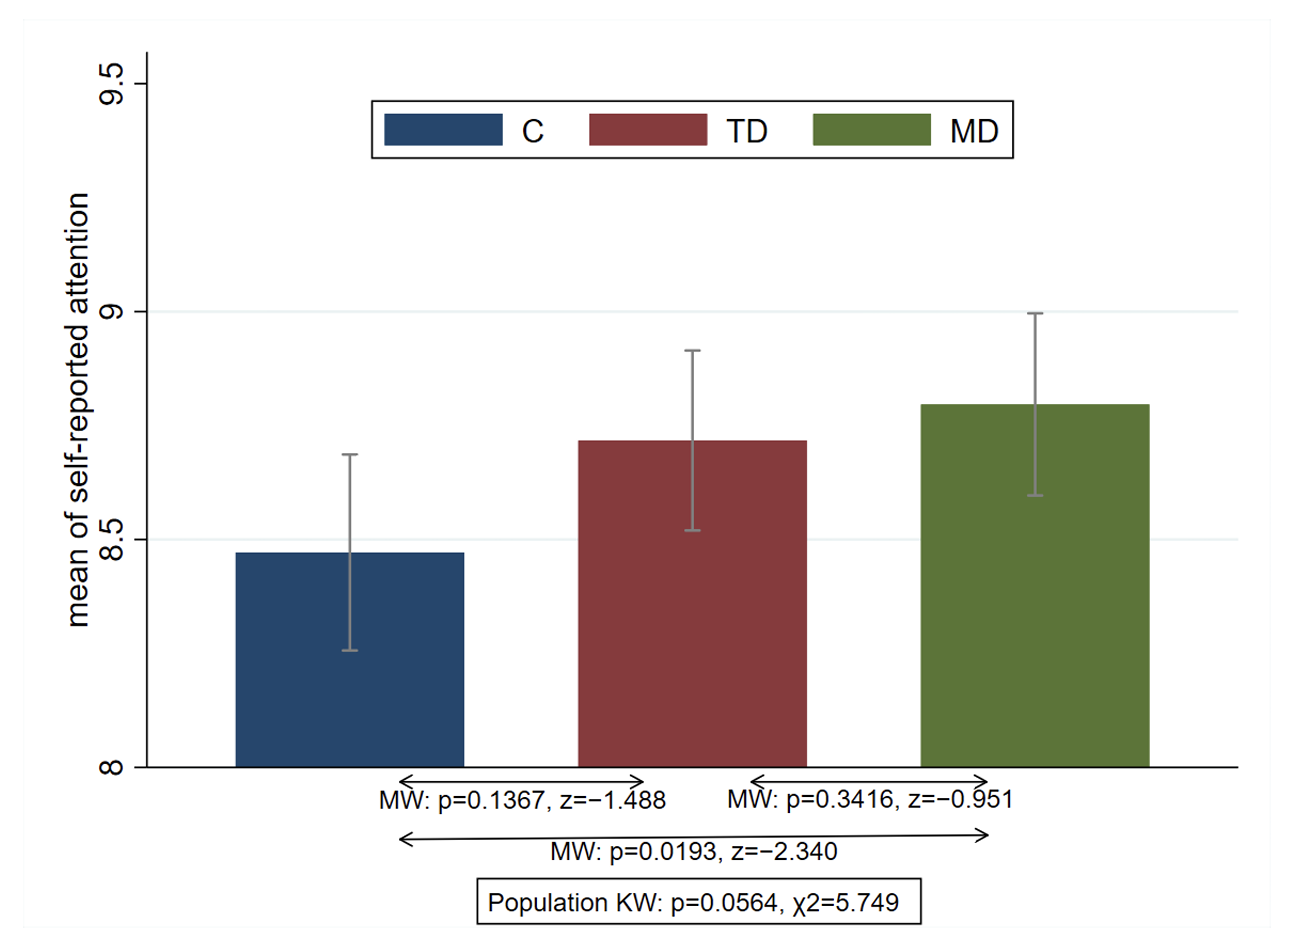 9.5
C TD MD
mean of self-reported attention
9
8.5
8
MW: p=0.1367, z=−1.488 MW: p=0.3416, z=−0.951
MW: p=0.0193, z=−2.340
Population KW: p=0.0564, χ2=5.749